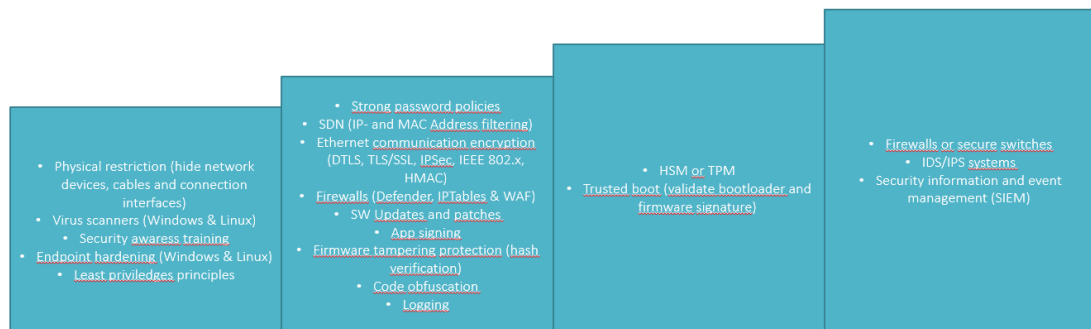 • Physical restriction (hide network
devices, cables and connection
interfaces)
• Virus scanners (Windows & Linux)
• Security awaress training
• Endpoint hardening (Windows & Linux)
• Least priviledges principles
• Strong password policies
• SDN (IP- and MAC Address filtering)
• Ethernet communication encryption
(DTLS, TLS/SSL, IPSec, IEEE 802.x,
HMAC)
• Firewalls (Defender, IPTables & WAF)
• SW Updates and patches
• App signing
• Firmware tampering protection (hash
verification)
• Code obfuscation
• Logging
• HSM or TPM
• Trusted boot (validate bootloader and
firmware signature)
• Firewalls or secure switches
• IDS/IPS systems
• Security information and event
management (SIEM)